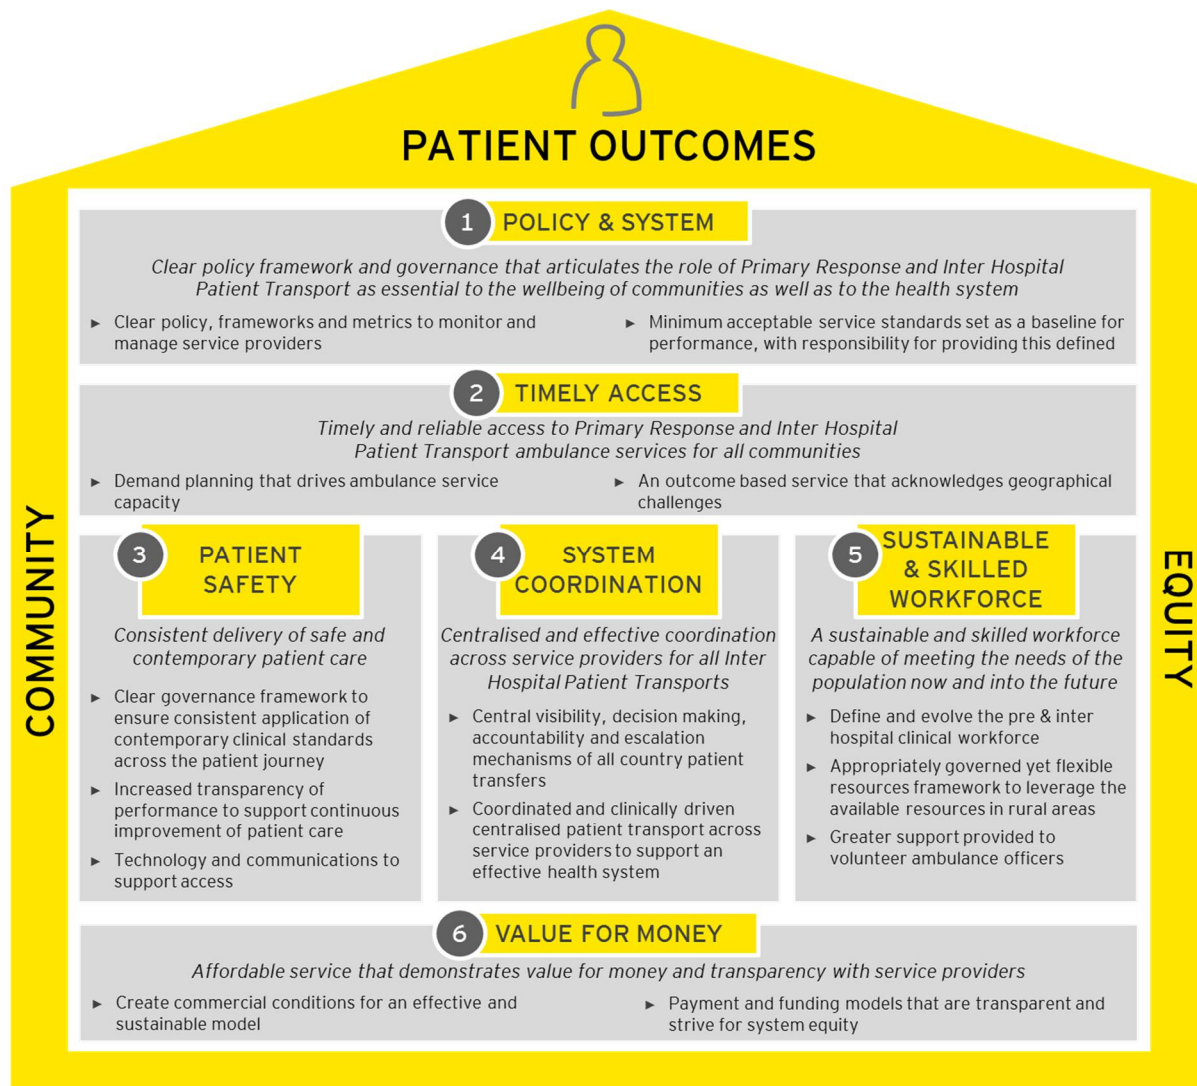 PATIENT OUTCOMES
COMMUNITY
EQUITY
1 POLICY & SYSTEM
Clear policy framework and governance that articulates the role of Primary Response and Inter Hospital
Patient Transport as essential to the wellbeing of communities as well as to the health system
► Clear policy, frameworks and metrics to monitor and
manage service providers
► Minimum acceptable service standards set as a baseline for
performance, with responsibility for providing this defined
2 TIMELY ACCESS
Timely and reliable access to Primary Response and Inter Hospital
Patient Transport ambulance services for all communities
► Demand planning that drives ambulance service
capacity
► An outcome based service that acknowledges geographical
challenges
3 PATIENT
SAFETY
Consistent delivery of safe and
contemporary patient care
► Clear governance framework to
ensure consistent application of
contemporary clinical standards
across the patient journey
► Increased transparency of
performance to support continuous
improvement of patient care
► Technology and communications to
support access
4 SYSTEM
COORDINATION
Centralised and effective coordination
across service providers for all Inter
Hospital Patient Transports
► Central visibility, decision making,
accountability and escalation
mechanisms of all country patient
transfers
► Coordinated and clinically driven
centralised patient transport across
service providers to support an
effective health system
5 SUSTAINABLE
& SKILLED
WORKFORCE
A sustainable and skilled workforce
capable of meeting the needs of the
population now and into the future
► Define and evolve the pre & inter
hospital clinical workforce
► Appropriately governed yet flexible
resources framework to leverage the
available resources in rural areas
► Greater support provided to
volunteer ambulance officers
6 VALUE FOR MONEY
Affordable service that demonstrates value for money and transparency with service providers
► Create commercial conditions for an effective and
sustainable model
► Payment and funding models that are transparent and
strive for system equity